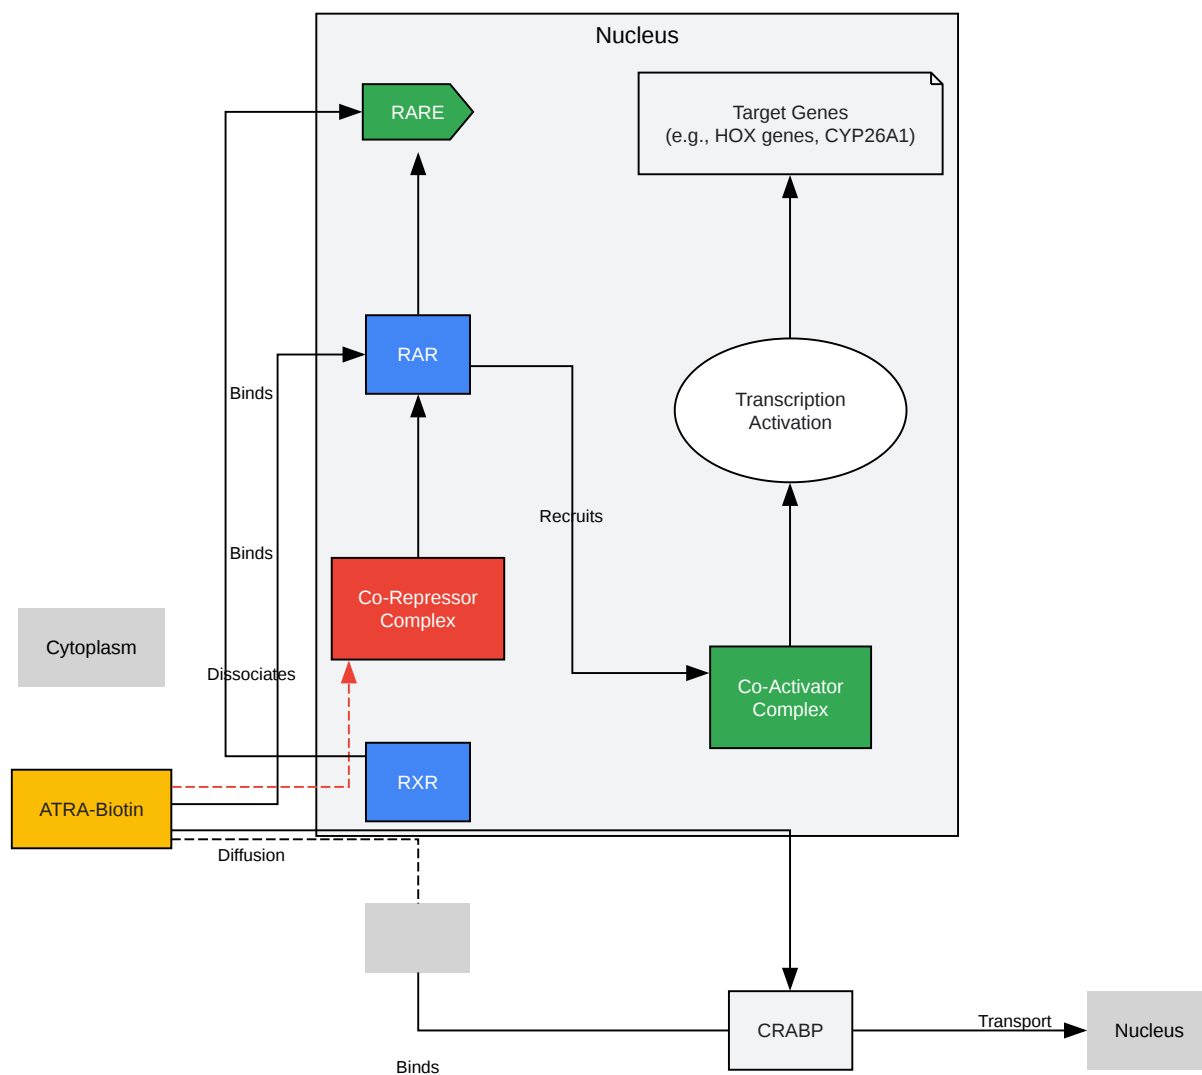 Nucleus
RARE
Target Genes
(e.g., HOX genes, CYP26A1)
RAR
Binds
Transcription
Activation
Recruits
Binds
Co-Repressor
Complex
Cytoplasm
Dissociates
Co-Activator
Complex
RXR
ATRA-Biotin
Diffusion
Transport
CRABP
Nucleus
Binds